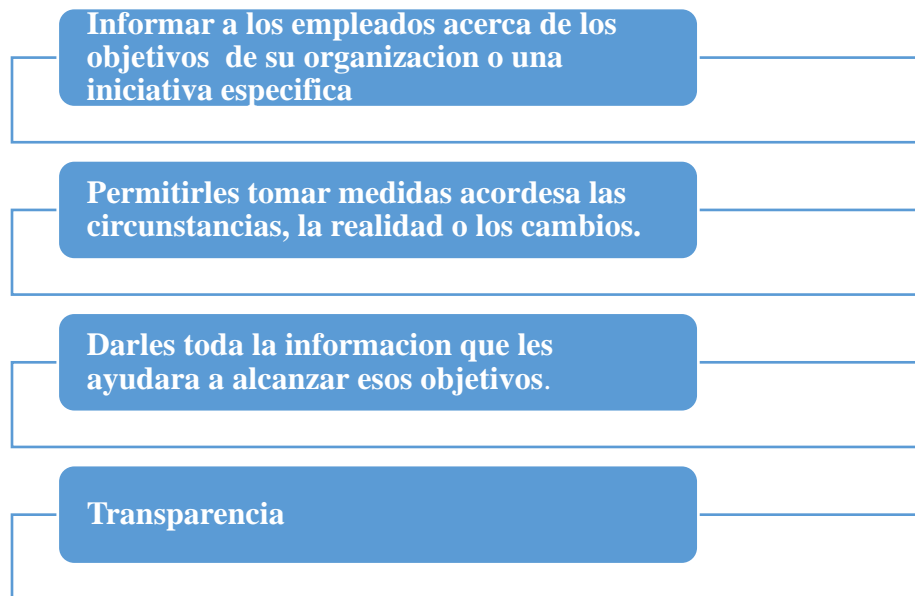 Informar a los empleados acerca de los
objetivos de su organizacion o una
iniciativa especifica
Permitirles tomar medidas acordesa las
circunstancias, la realidad o los cambios.
Darles toda la informacion que les
ayudara a alcanzar esos objetivos.
Transparencia